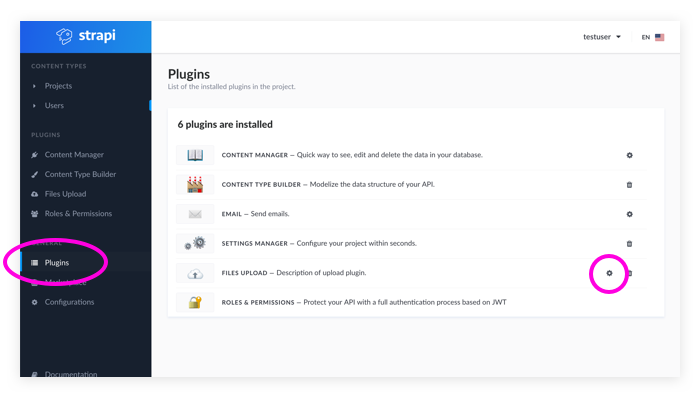 strapi
testuser
EN
CONTENT TYPES
Projects
Users
PLUGINS
Content Manager
Content Type Builder
Files Upload
Roles & Permissions
GENERAL
Plugins
Marketplace
Configurations
Documentation
Plugins
List of the installed plugins in the project.
6 plugins are installed
CONTENT MANAGER — Quick way to see, edit and delete the data in your database.
CONTENT TYPE BUILDER — Modelize the data structure of your API.
EMAIL — Send emails.
SETTINGS MANAGER — Configure your project within seconds.
FILES UPLOAD — Description of upload plugin.
ROLES & PERMISSIONS — Protect your API with a full authentication process based on JWT